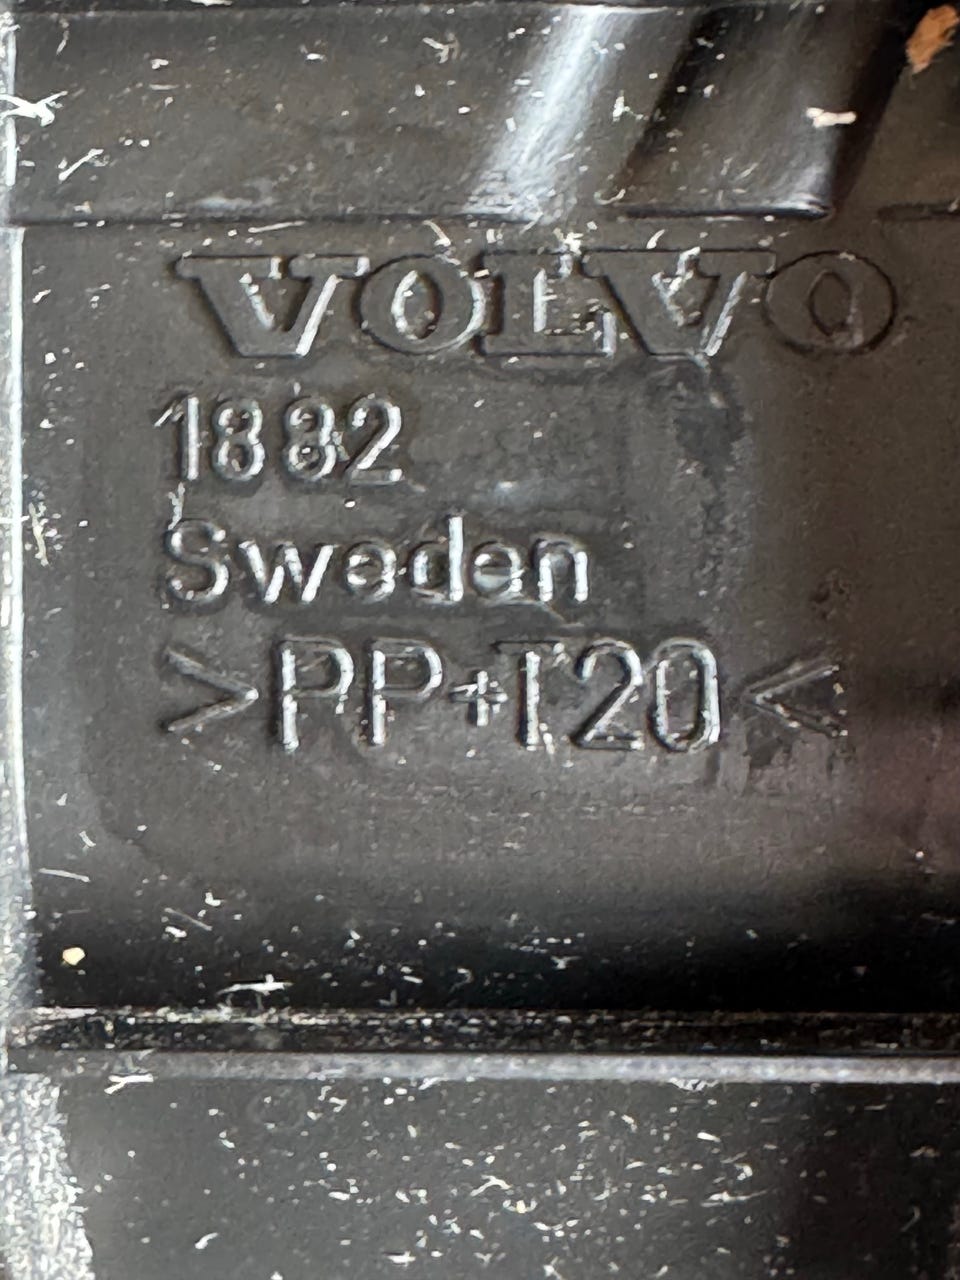 VOLVO
1882
Sweden
>PP+T20<